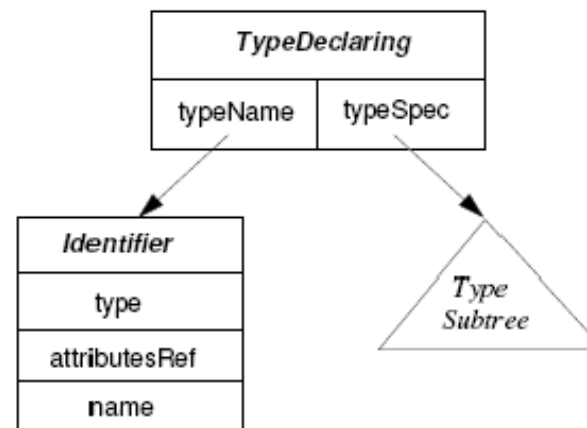 TypeDeclaring
typeName typeSpec
Identifier
type
attributesRef
name
Type
Subtree